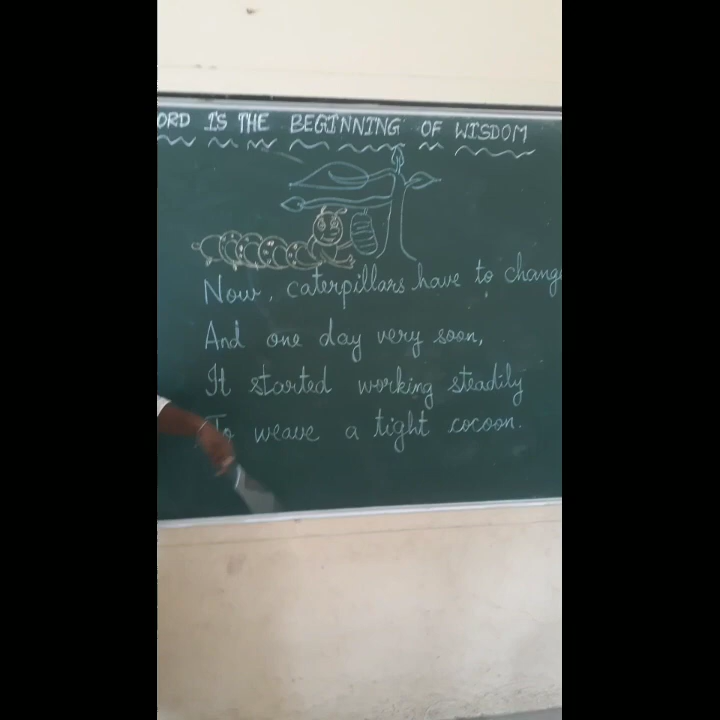 ORD IS THE BEGINNING OF WISDOM
Now, caterpillars have to change
And one day very soon,
It started working steadily
To weave a tight cocoon.